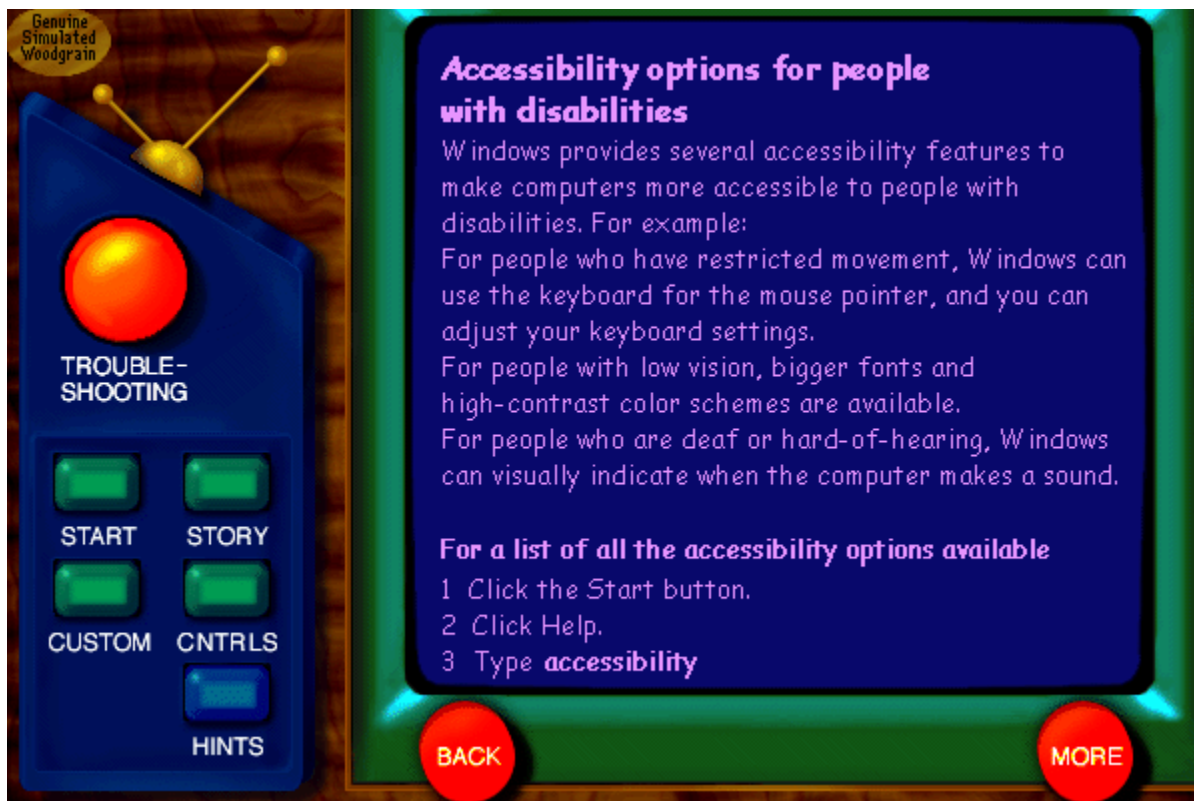 Genuine
Simulated
Woodgrain
TROUBLE-
SHOOTING
START STORY
CUSTOM CNTRLS
HINTS
Accessibility options for people
with disabilities
Windows provides several accessibility features to
make computers more accessible to people with
disabilities. For example:
For people who have restricted movement, Windows can
use the keyboard for the mouse pointer, and you can
adjust your keyboard settings.
For people with low vision, bigger fonts and
high-contrast color schemes are available.
For people who are deaf or hard-of-hearing, Windows
can visually indicate when the computer makes a sound.
For a list of all the accessibility options available
1 Click the Start button.
2 Click Help.
3 Type accessibility
BACK MORE